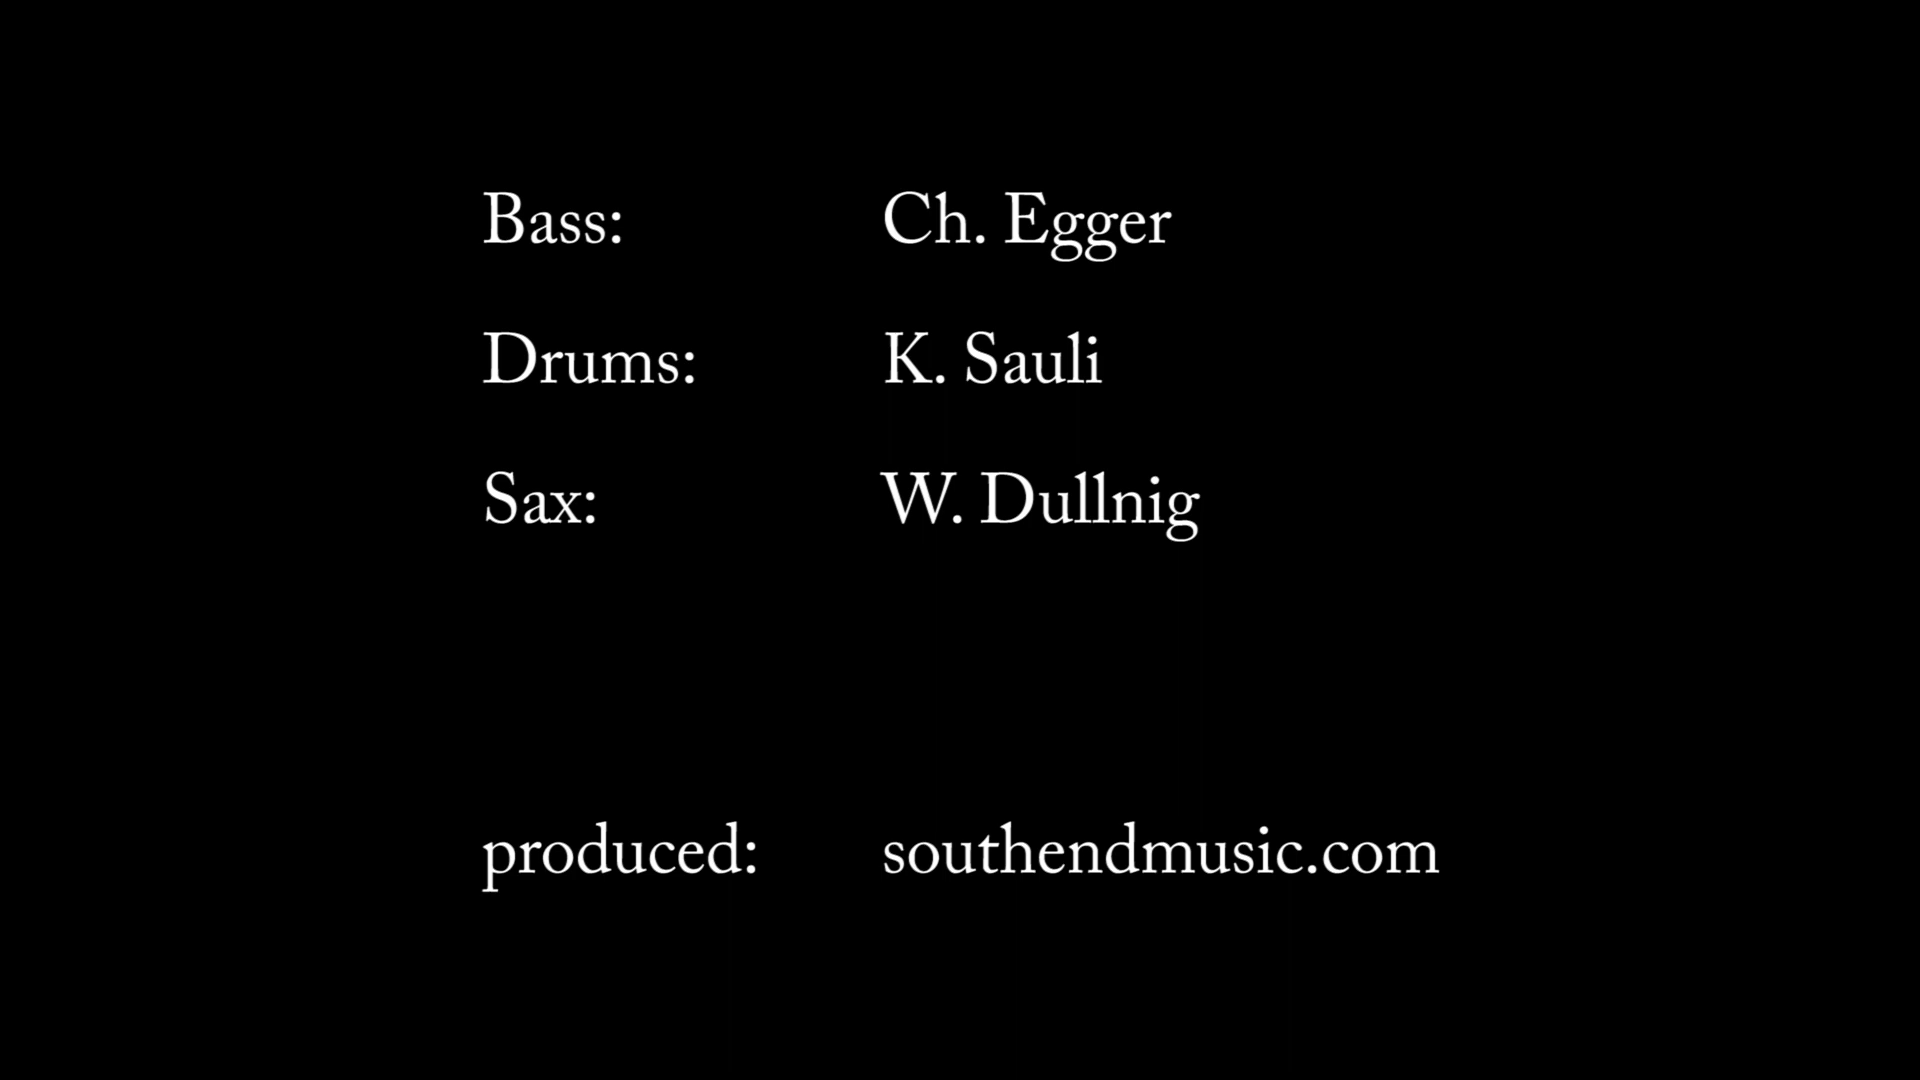 Bass: Ch. Egger
Drums: K. Sauli
Sax: W. Dullnig
produced: southendmusic.com